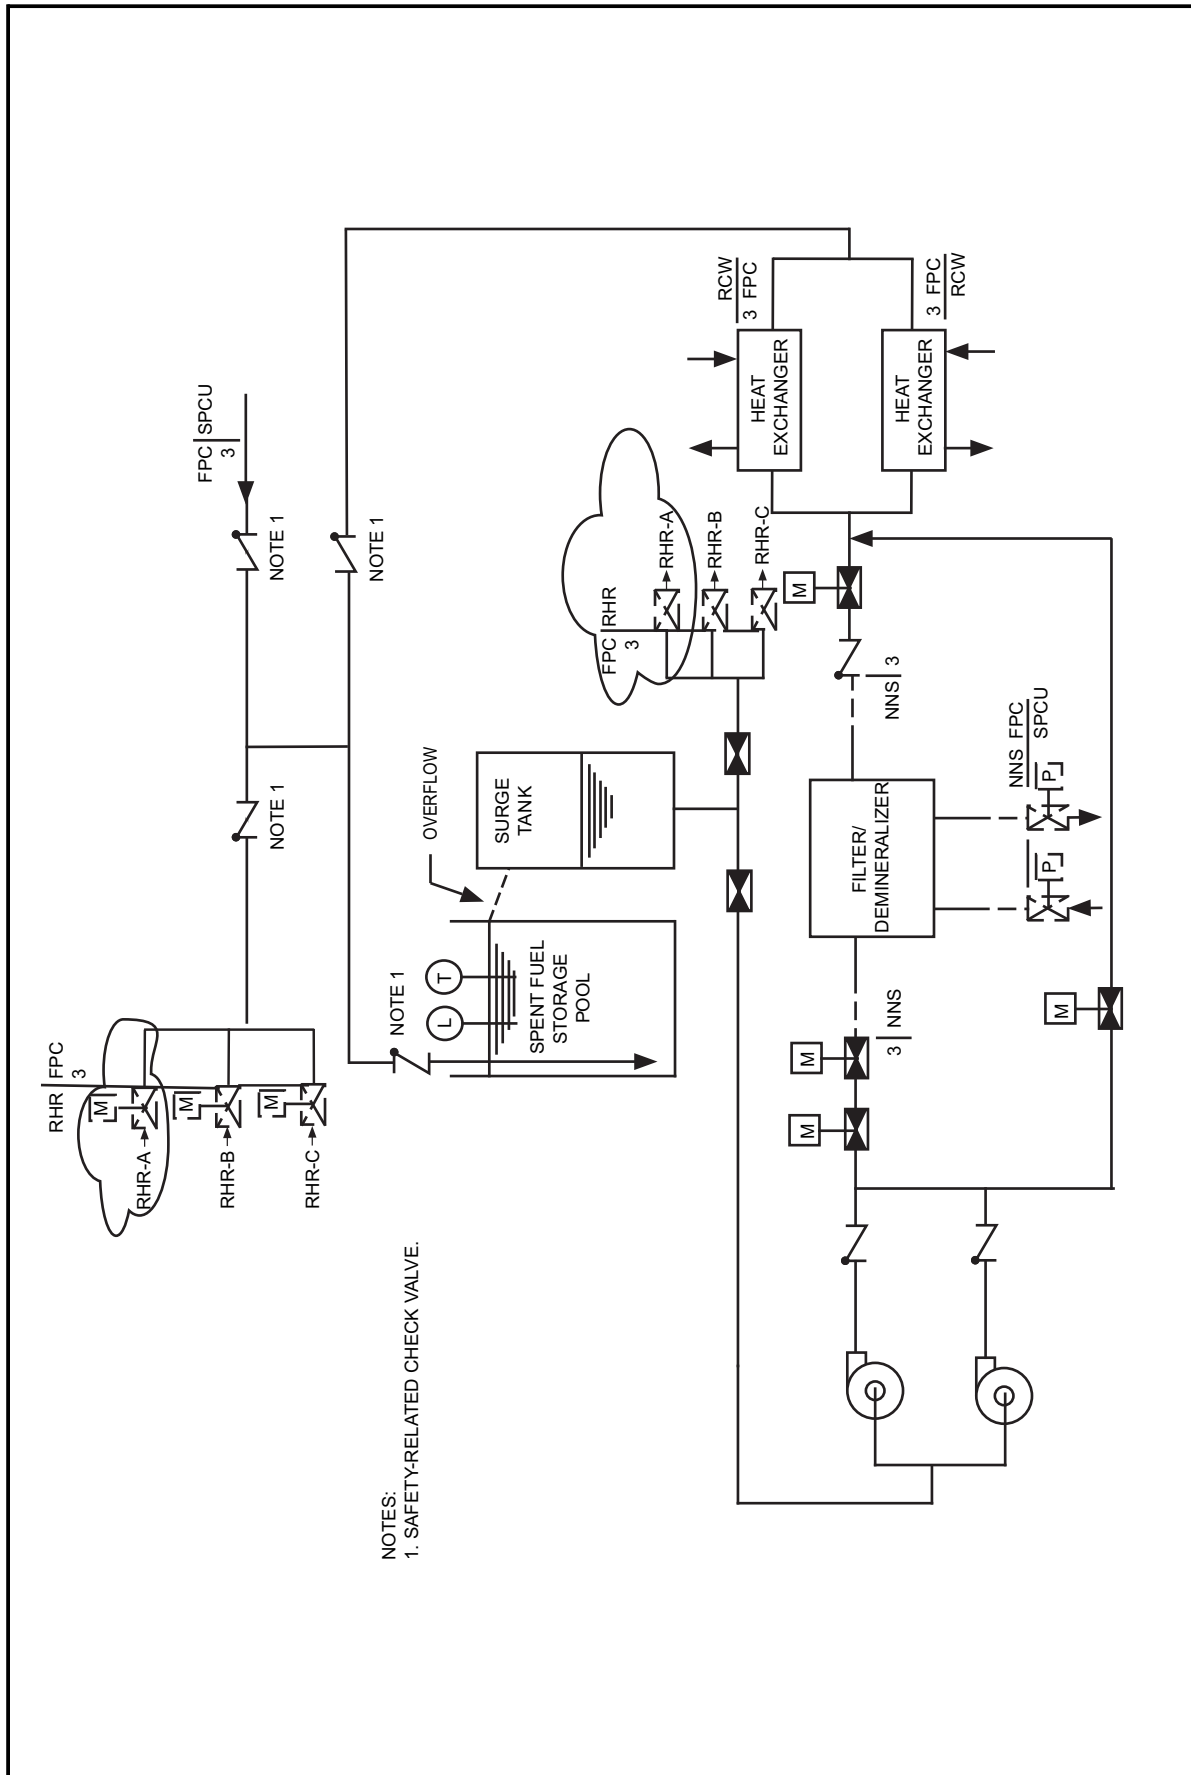 RHR FPC
3
M
M
M
RHR-A
RHR-B
RHR-C
FPC SPCU
3
NOTE 1
NOTE 1
NOTE 1
NOTE 1
OVERFLOW
L
T
SPENT FUEL
STORAGE
POOL
SURGE
TANK
FPC RHR
3
RHR-A
RHR-B
RHR-C
RCW
3 FPC
HEAT
EXCHANGER
HEAT
EXCHANGER
3 FPC
RCW
M
NNS 3
FILTER/
DEMINERALIZER
NNS FPC
SPCU
P
P
3 NNS
M
M
M
NOTES:
1. SAFETY-RELATED CHECK VALVE.